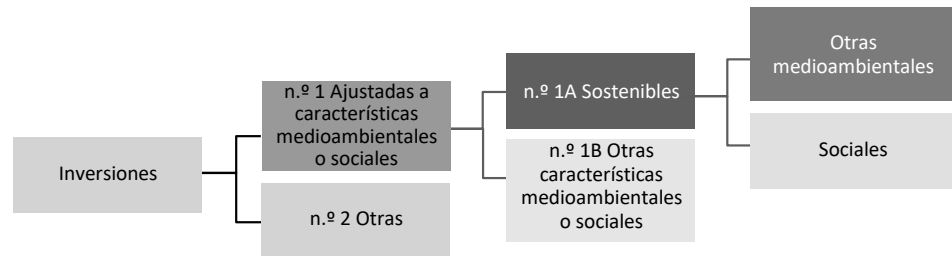 Inversiones
n.º 1 Ajustadas a
características
medioambientales
o sociales
n.º 2 Otras
n.º 1A Sostenibles
n.º 1B Otras
características
medioambientales
o sociales
Otras
medioambientales
Sociales